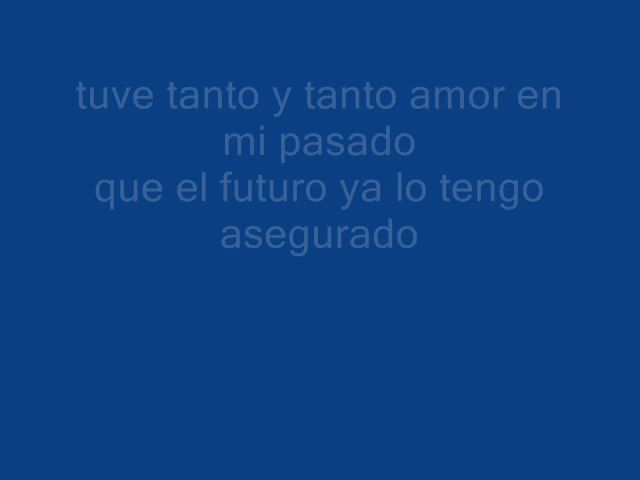 tuve tanto y tanto amor en
mi pasado
que el futuro ya lo tengo
asegurado